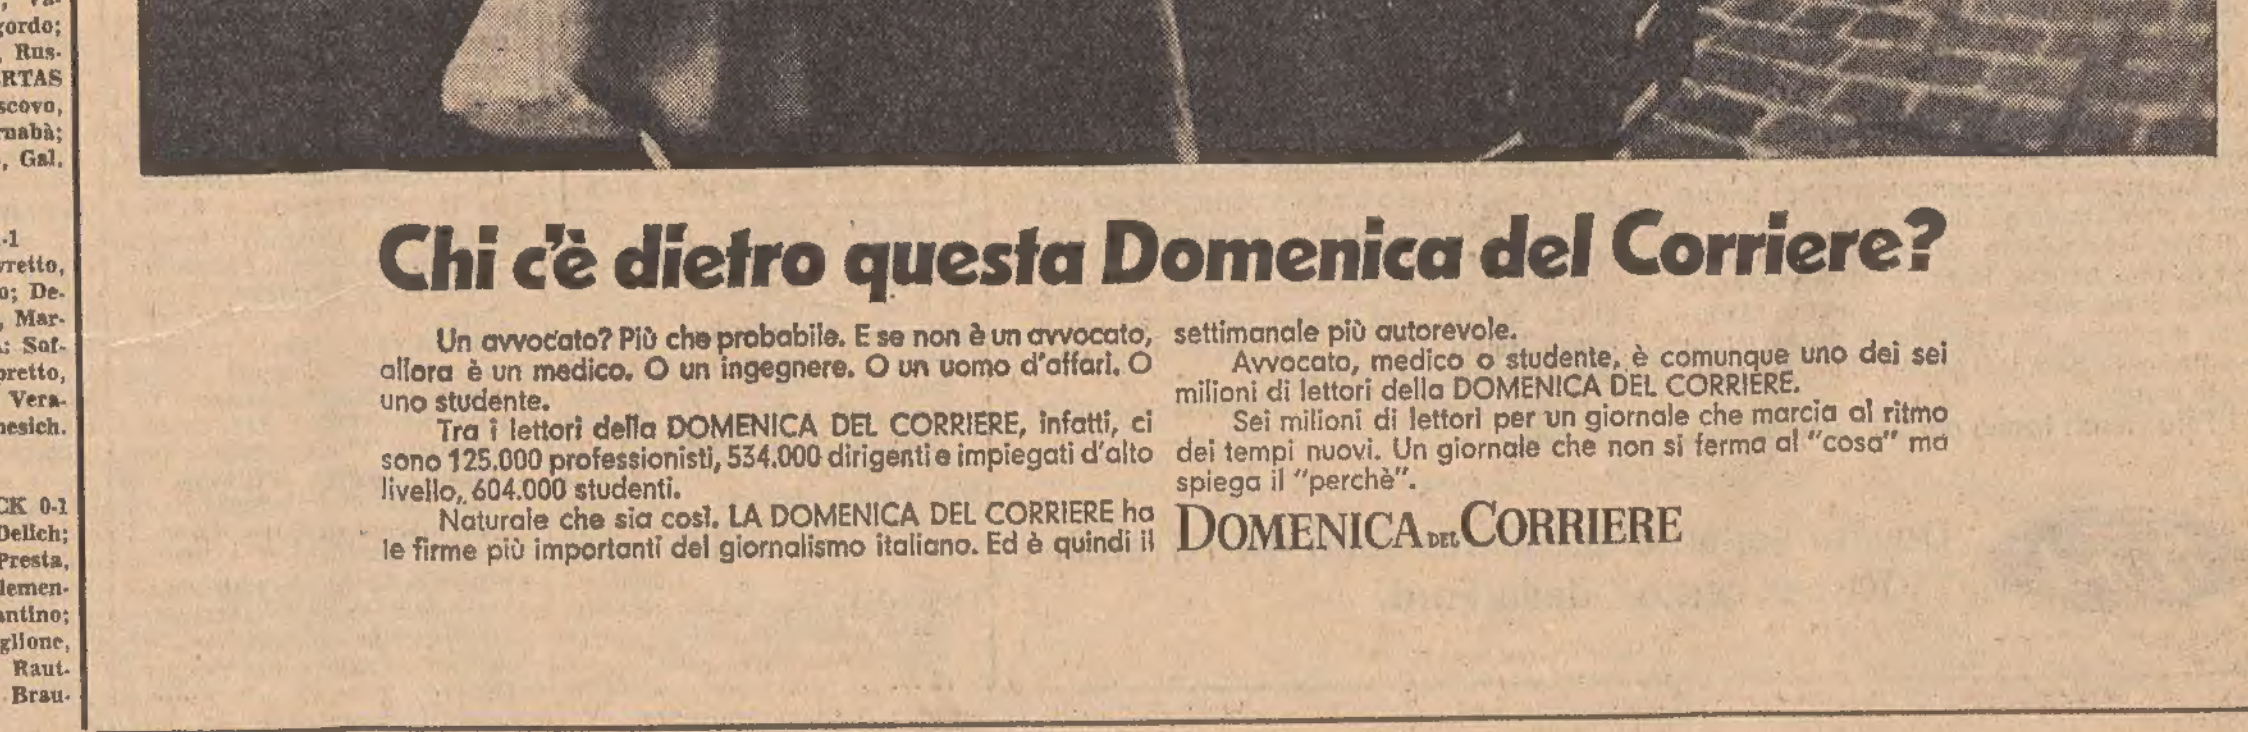 gordo;
Rus-
RTAS
scovo,
rnabà;
, Gal.
-1
retto,
o; De-
, Mar-
Sof-
oretto,
Vera-
nesich.
CK 0-1
Delich;
Presta,
lemen-
antino;
glione,
Raut-
Brau-
Chi c'è dietro questa Domenica del Corriere?
Un avvocato? Più che probabile. E se non è un avvocato,
allora è un medico. O un ingegnere. O un uomo d'affari. O
uno studente.
Tra i lettori della DOMENICA DEL CORRIERE, infatti, ci
sono 125.000 professionisti, 534.000 dirigenti e impiegati d'alto
livello, 604.000 studenti.
Naturale che sia così. LA DOMENICA DEL CORRIERE ha
le firme più importanti del giornalismo italiano. Ed è quindi il
settimanale più autorevole.
Avvocato, medico o studente, è comunque uno dei sei
milioni di lettori della DOMENICA DEL CORRIERE.
Sei milioni di lettori per un giornale che marcia al ritmo
dei tempi nuovi. Un giornale che non si ferma al "cosa" ma
spiega il "perchè".
DOMENICA DEL CORRIERE